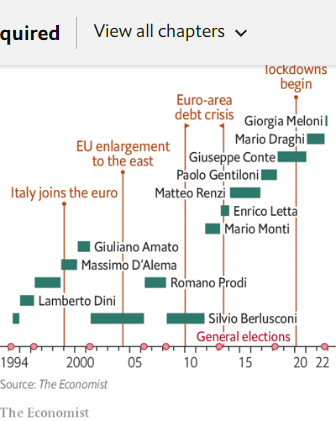 quired
View all chapters
lockdowns
begin
Euro-area
debt crisis
Giorgia Meloni
Mario Draghi
EU enlargement
to the east
Giuseppe Conte
Paolo Gentiloni
Italy joins the euro
Matteo Renzi
Enrico Letta
Mario Monti
Giuliano Amato
Massimo D'Alema
Romano Prodi
Lamberto Dini
Silvio Berlusconi
General elections
1994 2000 05 10 15 20 22
Source: The Economist
The Economist